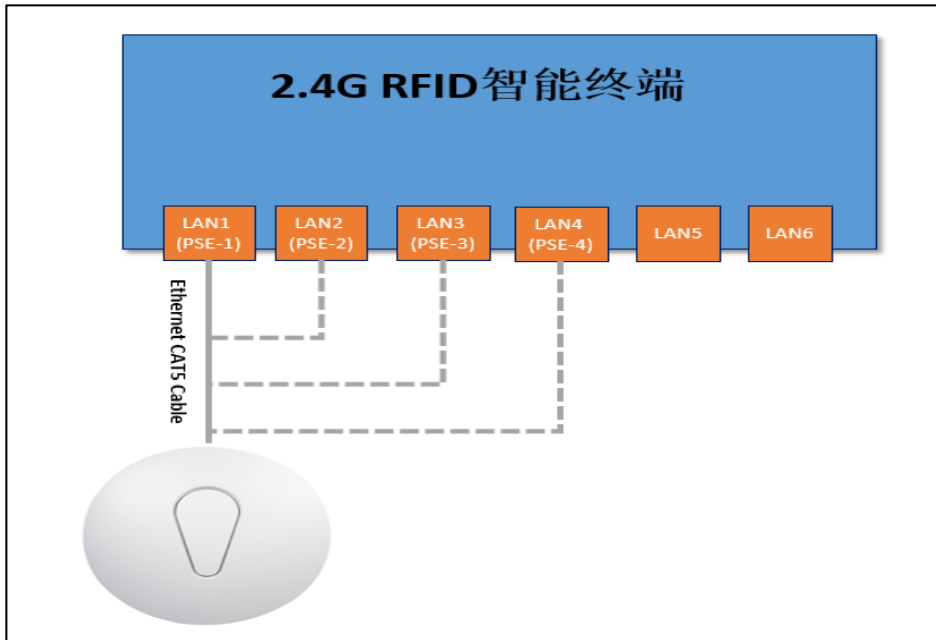 2.4G RFID智能终端
LAN1
(PSE-1)
LAN2
(PSE-2)
LAN3
(PSE-3)
LAN4
(PSE-4)
LAN5
LAN6
Ethernet CAT5 Cable